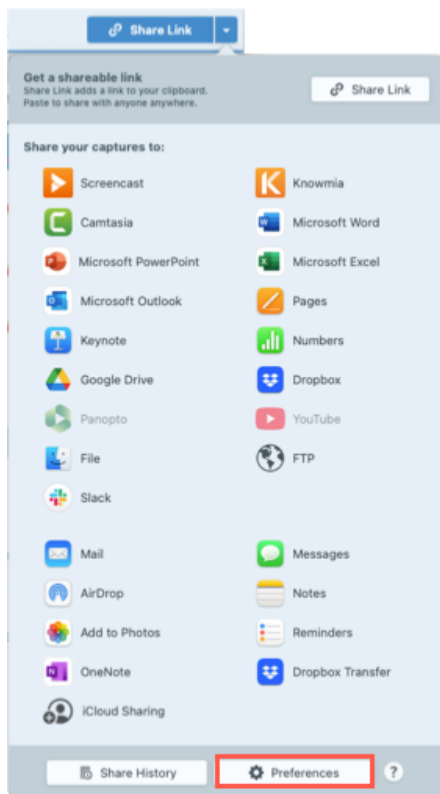 Share Link
Get a shareable link
Share Link adds a link to your clipboard.
Paste to share with anyone anywhere.
Share Link
Share your captures to:
Screencast
Knowmia
Camtasia
Microsoft Word
Microsoft PowerPoint
Microsoft Excel
Microsoft Outlook
Pages
Keynote
Numbers
Google Drive
Dropbox
Panopto
YouTube
File
FTP
Slack
Mail
Messages
AirDrop
Notes
Add to Photos
Reminders
OneNote
Dropbox Transfer
iCloud Sharing
Share History
Preferences
?